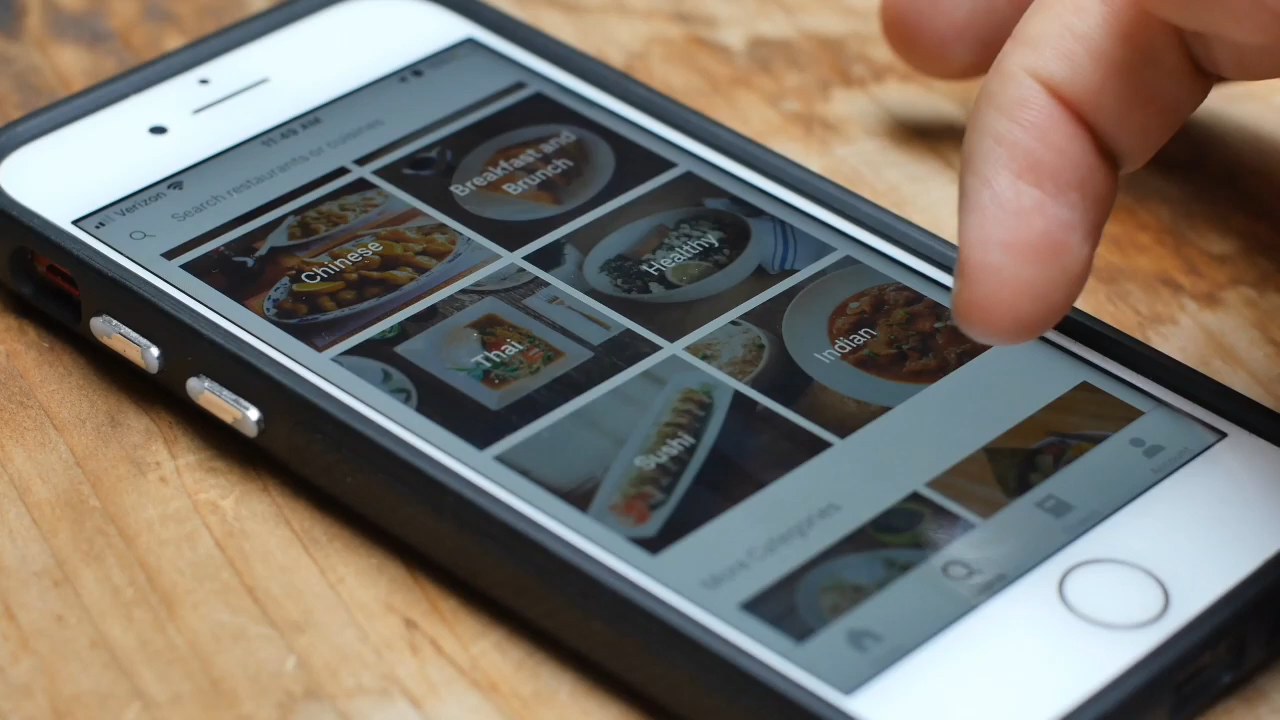 Verizon
11:49 AM
Search restaurants or cuisines
Chinese
Breakfast and
Brunch
Thai
Healthy
Sushi
Indian
More Categories